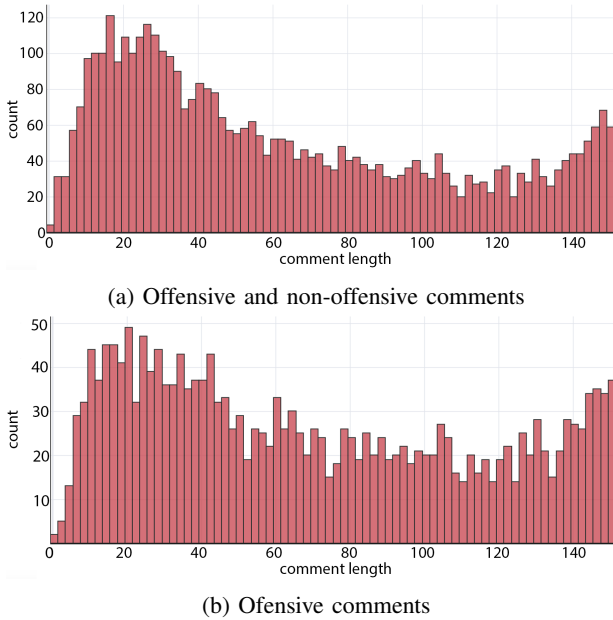 120
100
80
60
40
20
0
count
0 20 40 60 80 100 120 140
comment length
(a) Offensive and non-offensive comments
50
40
30
20
10
count
0 20 40 60 80 100 120 140
comment length
(b) Ofensive comments